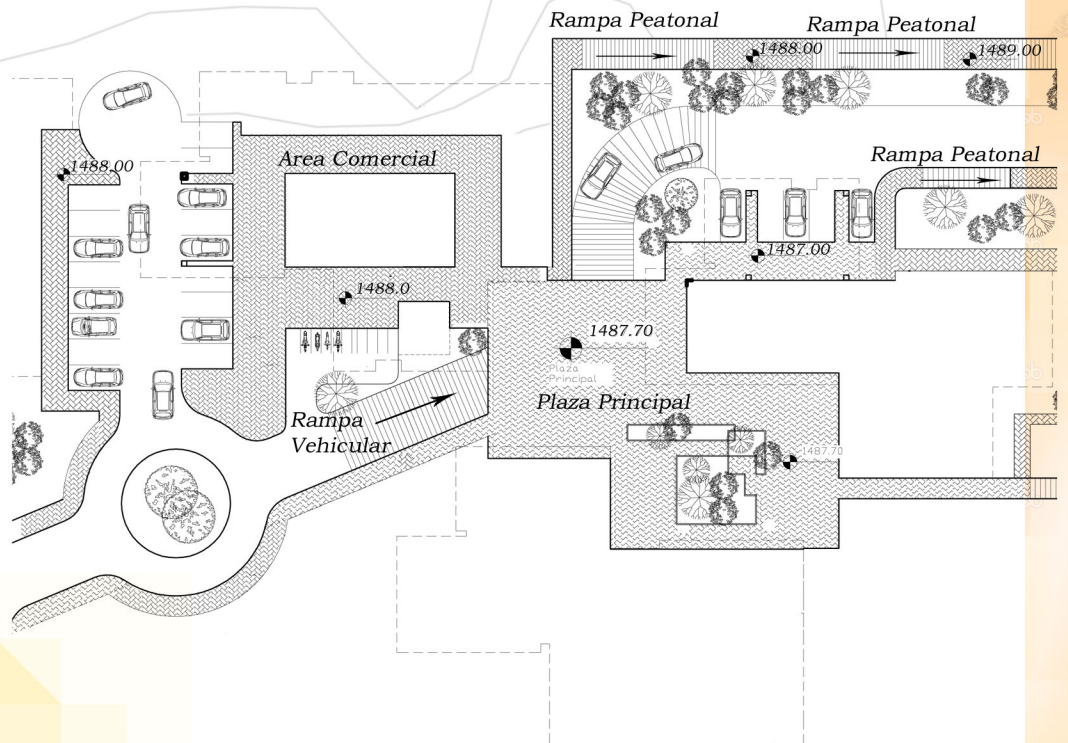 Rampa Peatonal
Rampa Peatonal
1488.00
1489.00
Area Comercial
1488.00
Rampa Peatonal
1487.00
1488.0
1487.70
Plaza
Principal
Plaza Principal
Rampa
Vehicular
1487.70